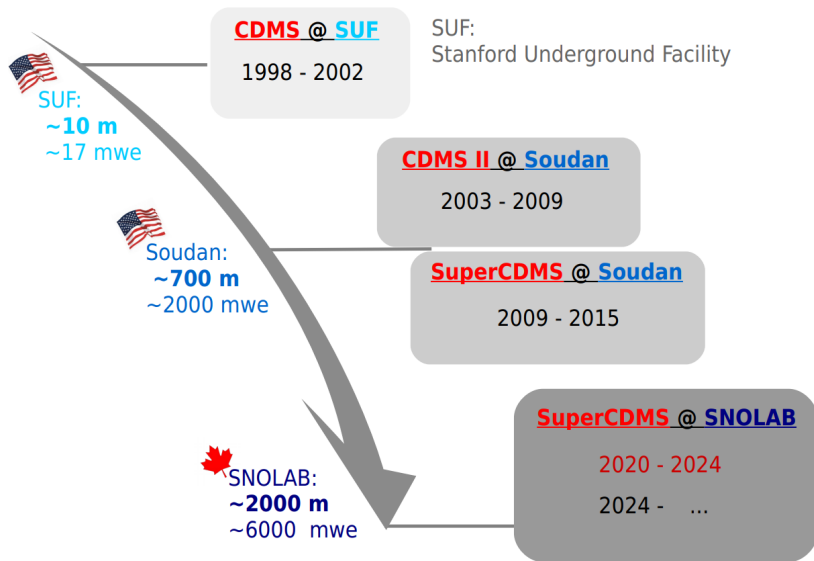 CDMS @ SUF
1998 - 2002
SUF:
Stanford Underground Facility
SUF:
~10 m
~17 mwe
CDMS II @ Soudan
2003 - 2009
Soudan:
~700 m
~2000 mwe
SuperCDMS @ Soudan
2009 - 2015
SuperCDMS @ SNOLAB
2020 - 2024
2024 - ...
SNOLAB:
~2000 m
~6000 mwe